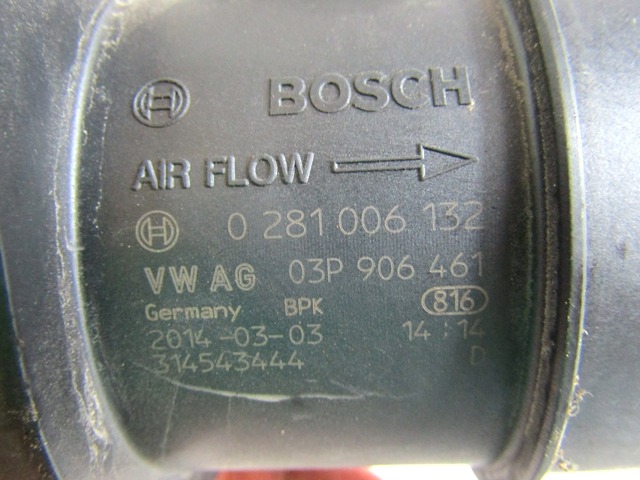 BOSCH
AIR FLOW
0 281 006 132
VW AG 03P 906 461
Germany BPK 816
2014-03-03 14:14
314543444 D